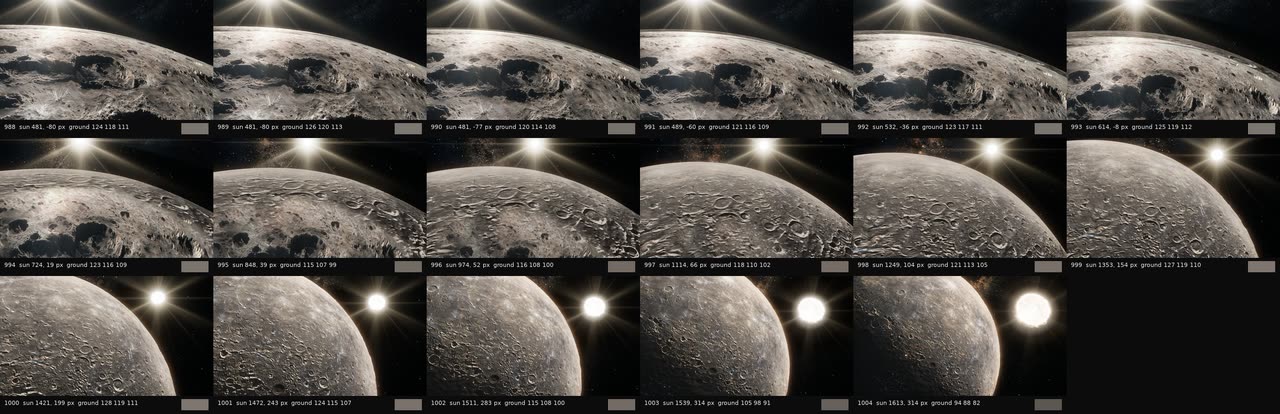 988 sun 481, -80 px ground 124 118 111
989 sun 481, -80 px ground 126 120 113
990 sun 481, -77 px ground 120 114 108
991 sun 489, -60 px ground 121 116 109
992 sun 532, -36 px ground 123 117 111
993 sun 614, -8 px ground 125 119 112
994 sun 724, 19 px ground 123 116 109
995 sun 848, 39 px ground 115 107 99
996 sun 974, 52 px ground 116 108 100
997 sun 1114, 66 px ground 118 110 102
998 sun 1249, 104 px ground 121 113 105
999 sun 1353, 154 px ground 127 119 110
1000 sun 1421, 199 px ground 128 119 111
1001 sun 1472, 243 px ground 124 115 107
1002 sun 1511, 283 px ground 115 108 100
1003 sun 1539, 314 px ground 105 98 91
1004 sun 1613, 314 px ground 94 88 82